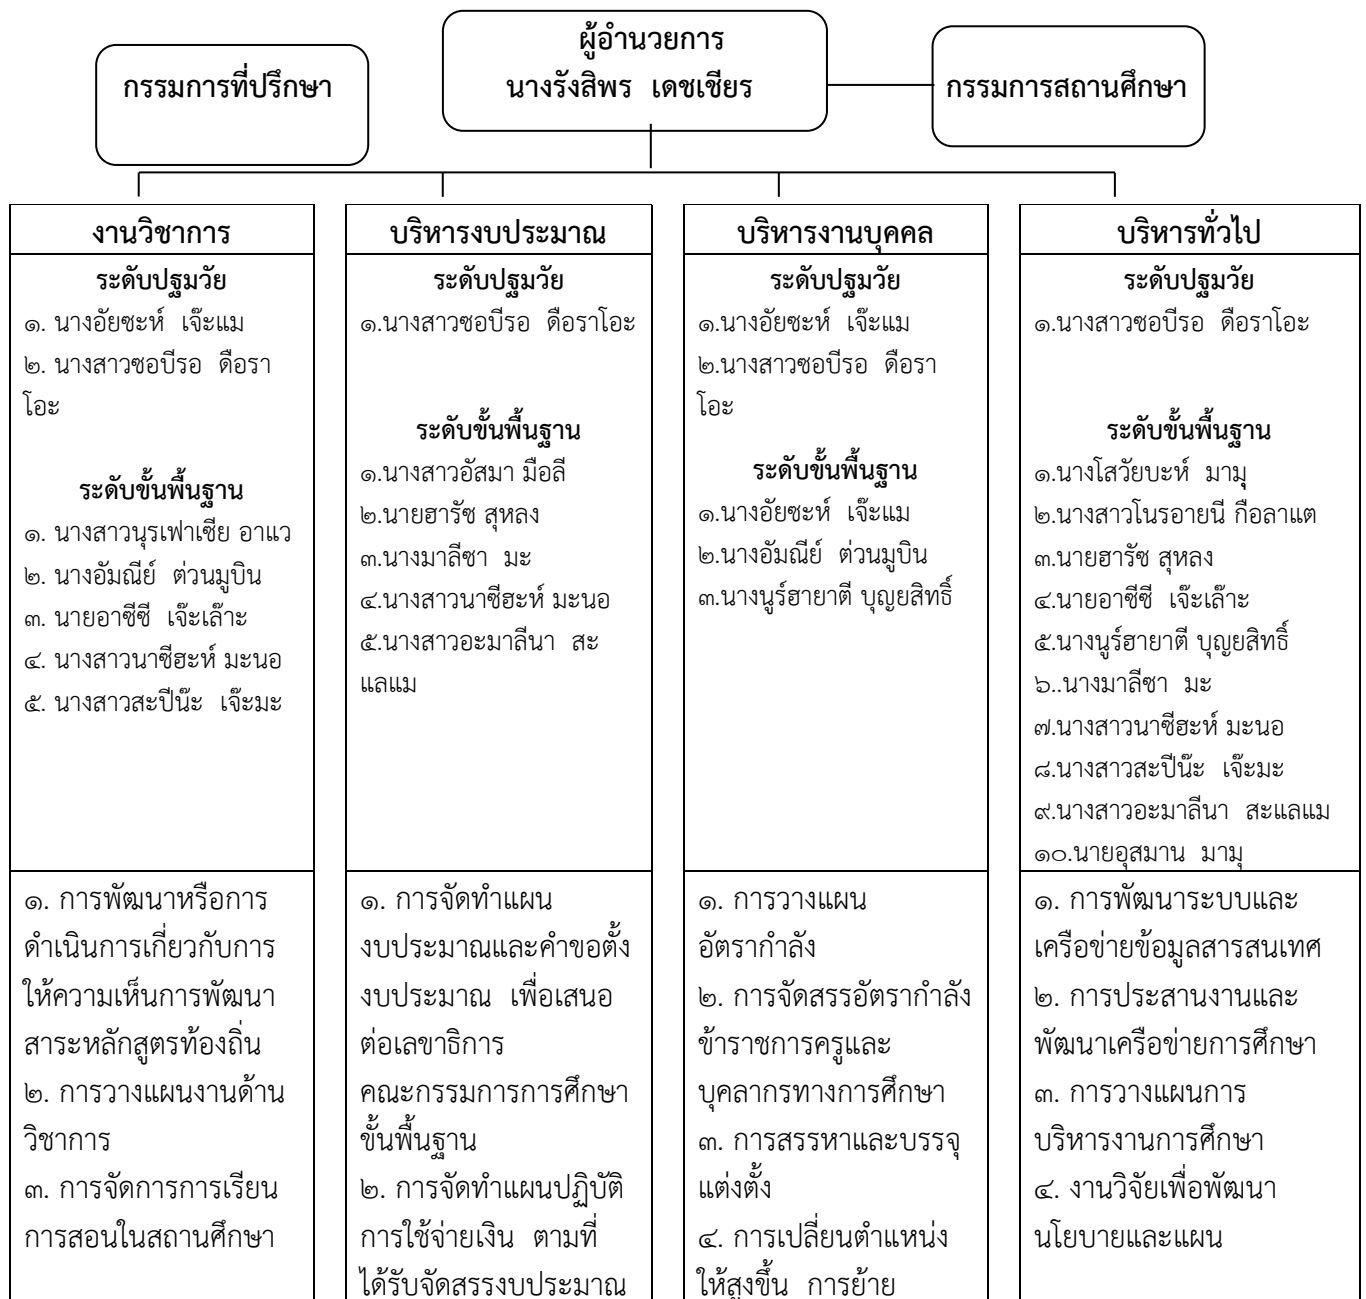 ผู้อำนวยการ
นางรังสิพร เดชเชียร
กรรมการที่ปรึกษา
กรรมการสถานศึกษา
งานวิชาการ
ระดับปฐมวัย
๑. นางอัยซะห์ เจ๊ะแม
๒. นางสาวซอบีรอ ดือรา
โอะ
ระดับขั้นพื้นฐาน
๑. นางสาวนุรเฟาเซีย อาแว
๒. นางอัมณีย์ ต่วนมูบิน
๓. นายอาซีซี เจ๊ะเล๊าะ
๔. นางสาวนาซีฮะห์ มะนอ
๕. นางสาวสะปีน๊ะ เจ๊ะมะ
๑. การพัฒนาหรือการ
ดำเนินการเกี่ยวกับการ
ให้ความเห็นการพัฒนา
สาระหลักสูตรท้องถิ่น
๒. การวางแผนงานด้าน
วิชาการ
๓. การจัดการการเรียน
การสอนในสถานศึกษา
บริหารงบประมาณ
ระดับปฐมวัย
๑.นางสาวซอบีรอ ดือราโอะ
ระดับขั้นพื้นฐาน
๑.นางสาวอัสมา มือลี
๒.นายฮารัซ สุหลง
๓.นางมาลีซา มะ
๔.นางสาวนาซีฮะห์ มะนอ
๕.นางสาวอะมาลีนา สะ
แลแม
๑. การจัดทำแผน
งบประมาณและคำขอตั้ง
งบประมาณ เพื่อเสนอ
ต่อเลขาธิการ
คณะกรรมการการศึกษา
ขั้นพื้นฐาน
๒. การจัดทำแผนปฏิบัติ
การใช้จ่ายเงิน ตามที่
ได้รับจัดสรรงบประมาณ
บริหารงานบุคคล
ระดับปฐมวัย
๑.นางอัยซะห์ เจ๊ะแม
๒.นางสาวซอบีรอ ดือรา
โอะ
ระดับขั้นพื้นฐาน
๑.นางอัยซะห์ เจ๊ะแม
๒.นางอัมณีย์ ต่วนมูบิน
๓.นางนูร์ฮายาตี บุญยสิทธิ์
๑. การวางแผน
อัตรากำลัง
๒. การจัดสรรอัตรากำลัง
ข้าราชการครูและ
บุคลากรทางการศึกษา
๓. การสรรหาและบรรจุ
แต่งตั้ง
๔. การเปลี่ยนตำแหน่ง
ให้สูงขึ้น การย้าย
บริหารทั่วไป
ระดับปฐมวัย
๑.นางสาวซอบีรอ ดือราโอะ
ระดับขั้นพื้นฐาน
๑.นางโสวัยบะห์ มามุ
๒.นางสาวโนรอายนี กือลาแต
๓.นายฮารัซ สุหลง
๔.นายอาซีซี เจ๊ะเล๊าะ
๕.นางนูร์ฮายาตี บุญยสิทธิ์
๖..นางมาลีซา มะ
๗.นางสาวนาซีฮะห์ มะนอ
๘.นางสาวสะปีน๊ะ เจ๊ะมะ
๙.นางสาวอะมาลีนา สะแลแม
๑๐.นายอุสมาน มามุ
๑. การพัฒนาระบบและ
เครือข่ายข้อมูลสารสนเทศ
๒. การประสานงานและ
พัฒนาเครือข่ายการศึกษา
๓. การวางแผนการ
บริหารงานการศึกษา
๔. งานวิจัยเพื่อพัฒนา
นโยบายและแผน